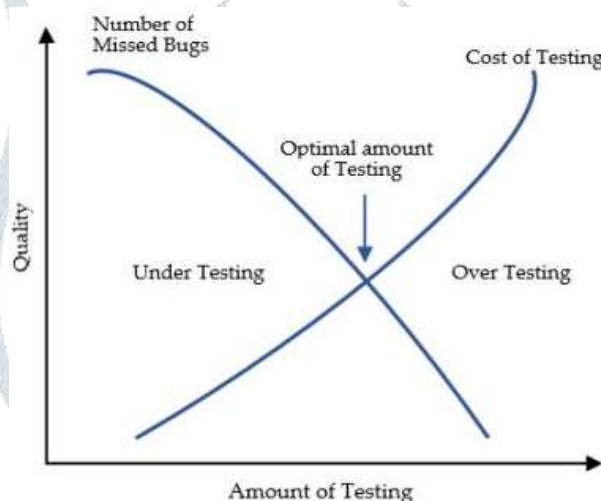 Number of
Missed Bugs
Cost of Testing
Optimal amount
of Testing
Quality
Under Testing
Over Testing
Amount of Testing